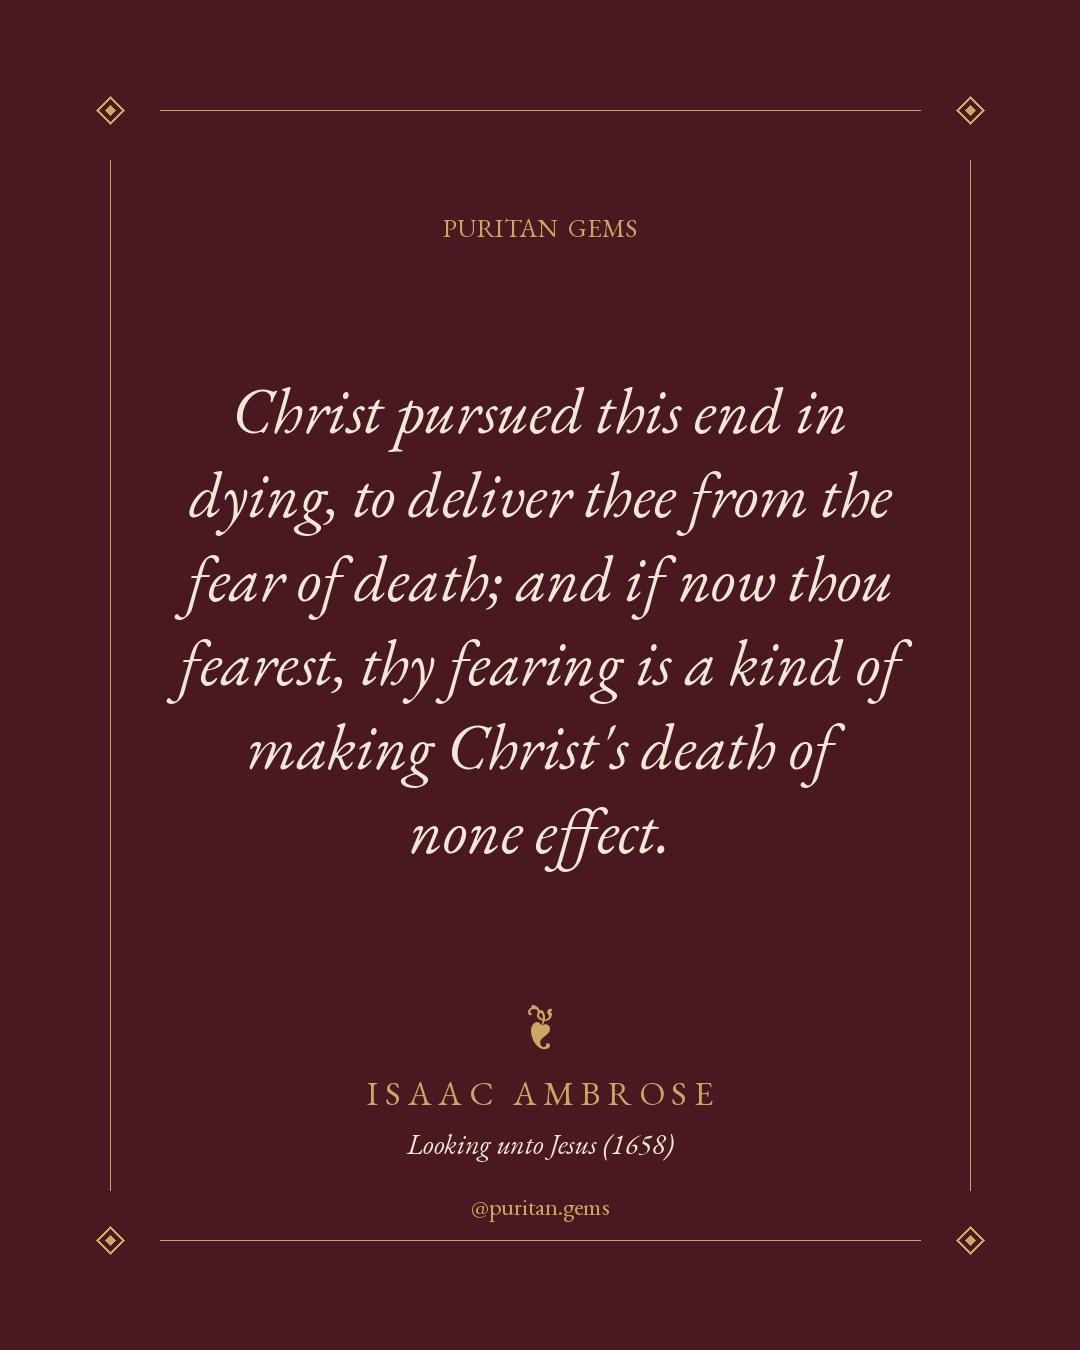 PURITAN GEMS
Christ pursued this end in
dying, to deliver thee from the
fear of death; and if now thou
fearest, thy fearing is a kind of
making Christ's death of
none effect.
ISAAC AMBROSE
Looking unto Jesus (1658)
@puritan.gems